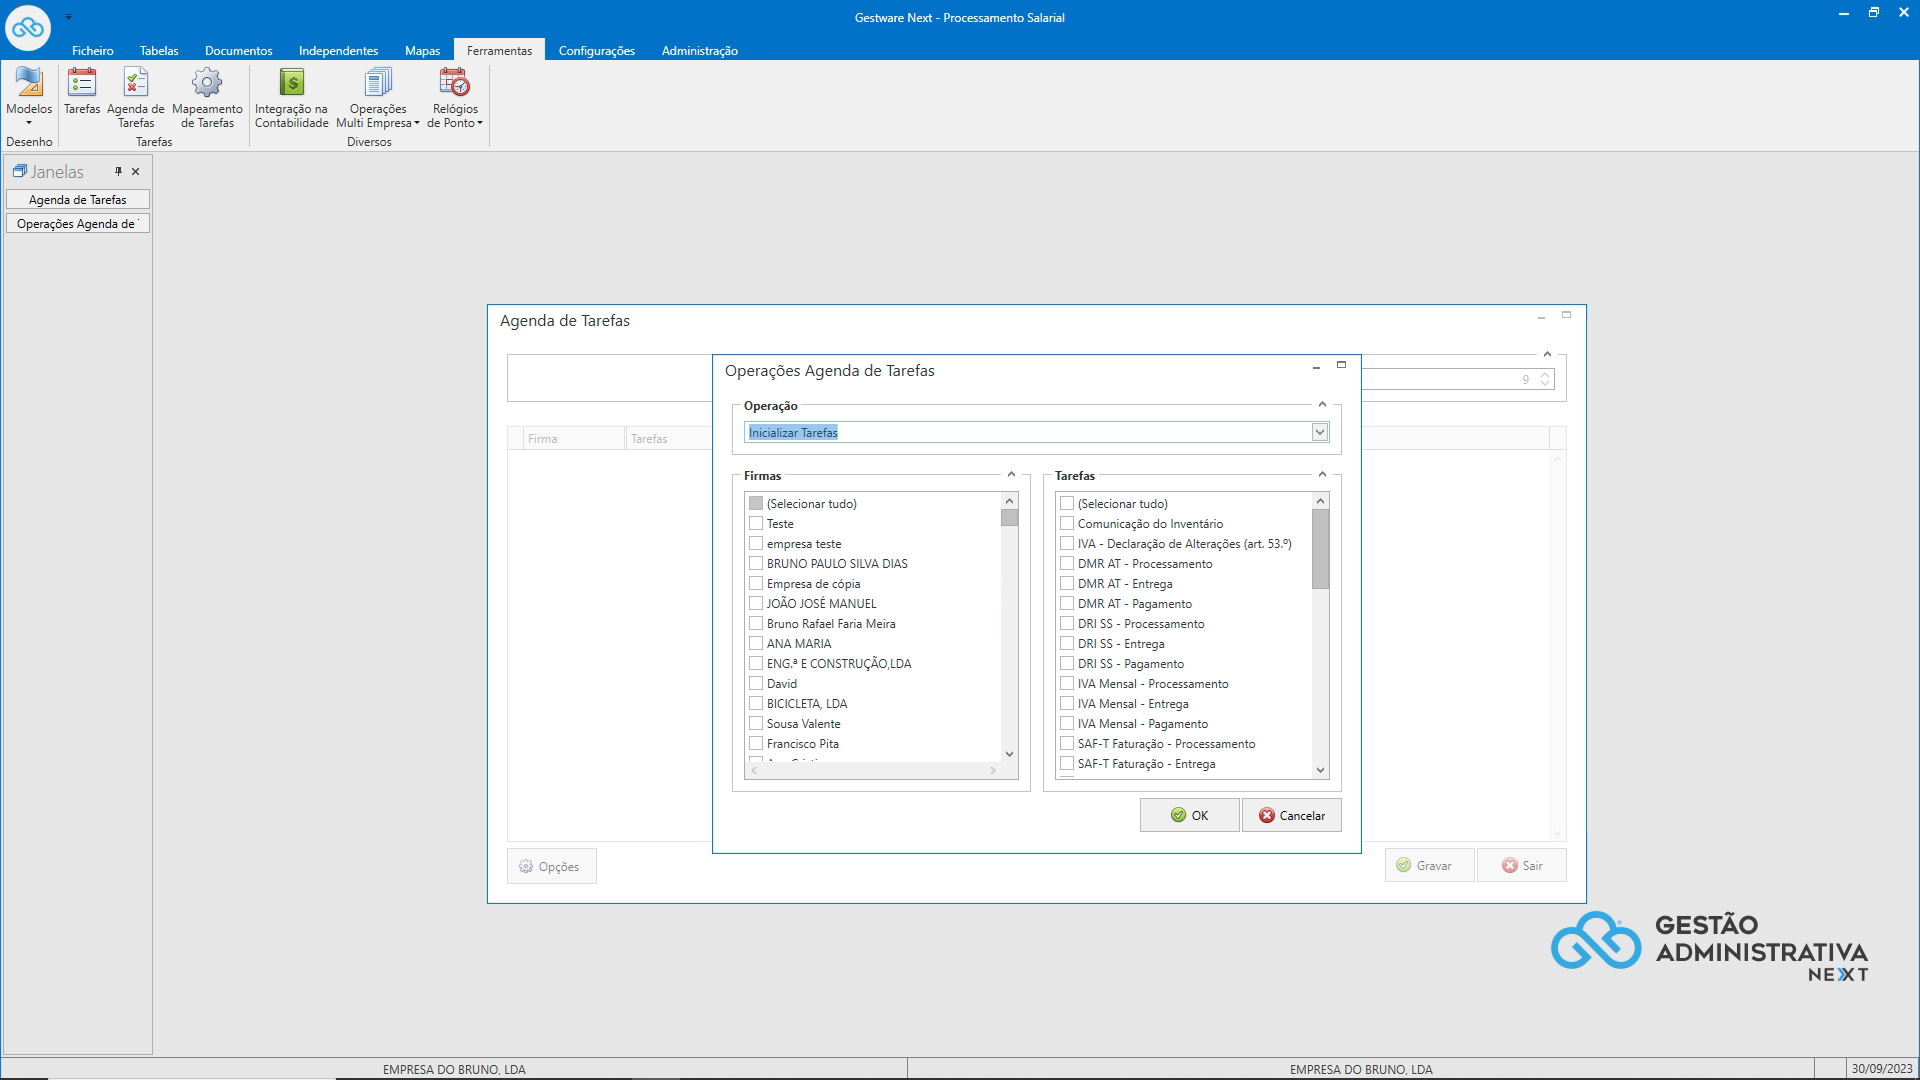 Gestware Next - Processamento Salarial
Ficheiro
Tabelas
Documentos
Independentes
Mapas
Ferramentas
Configurações
Administração
Modelos
Desenho
Tarefas
Agenda de
Tarefas
Mapeamento
de Tarefas
Tarefas
Integração na
Contabilidade
Operações
Multi Empresa
Relógios
de Ponto
Diversos
Janelas
Agenda de Tarefas
Operações Agenda de
Agenda de Tarefas
9
Firma
Tarefas
Operações Agenda de Tarefas
Operação
Inicializar Tarefas
Firmas
(Selecionar tudo)
Teste
empresa teste
BRUNO PAULO SILVA DIAS
Empresa de cópia
JOÃO JOSÉ MANUEL
Bruno Rafael Faria Meira
ANA MARIA
ENG.ª E CONSTRUÇÃO,LDA
David
BICICLETA, LDA
Sousa Valente
Francisco Pita
Tarefas
(Selecionar tudo)
Comunicação do Inventário
IVA - Declaração de Alterações (art. 53.º)
DMR AT - Processamento
DMR AT - Entrega
DMR AT - Pagamento
DRI SS - Processamento
DRI SS - Entrega
DRI SS - Pagamento
IVA Mensal - Processamento
IVA Mensal - Entrega
IVA Mensal - Pagamento
SAF-T Faturação - Processamento
SAF-T Faturação - Entrega
OK
Cancelar
Opções
Gravar
Sair
GESTÃO
ADMINISTRATIVA
NEXT
EMPRESA DO BRUNO, LDA
EMPRESA DO BRUNO, LDA
30/09/2023